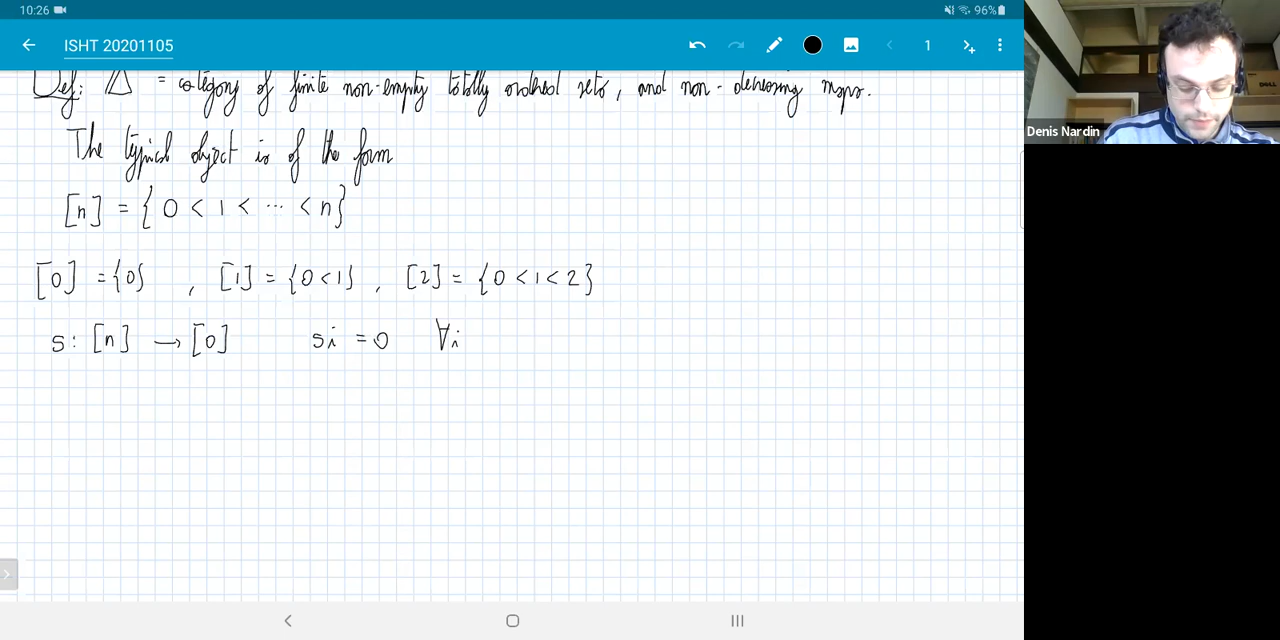 10:26
96%
ISHT 20201105
1
Def: Δ = category of finite non-empty totally ordered sets, and non-decreasing maps.
The typical object is of the form
[n] = { 0 < 1 < ... < n }
[0] = {0} , [1] = {0 < 1} , [2] = {0 < 1 < 2}
s: [n] → [0] si = 0 ∀i
Denis Nardin
DELL